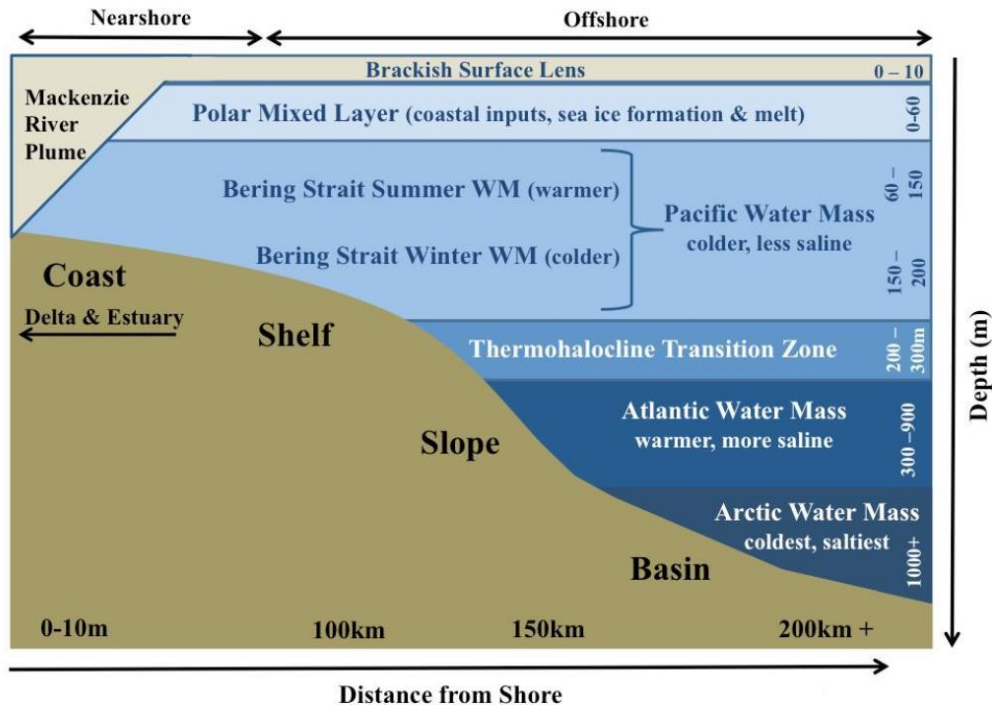 Nearshore
Offshore
Brackish Surface Lens
0 – 10
Mackenzie
River
Plume
Polar Mixed Layer (coastal inputs, sea ice formation & melt)
0-60
Bering Strait Summer WM (warmer)
60 –
150
Pacific Water Mass
colder, less saline
Bering Strait Winter WM (colder)
150 –
200
Coast
Delta & Estuary
Shelf
Thermohalocline Transition Zone
200 –
300m
Depth (m)
Atlantic Water Mass
warmer, more saline
300 –900
Slope
Arctic Water Mass
coldest, saltiest
1000+
Basin
0-10m
100km
150km
200km +
Distance from Shore